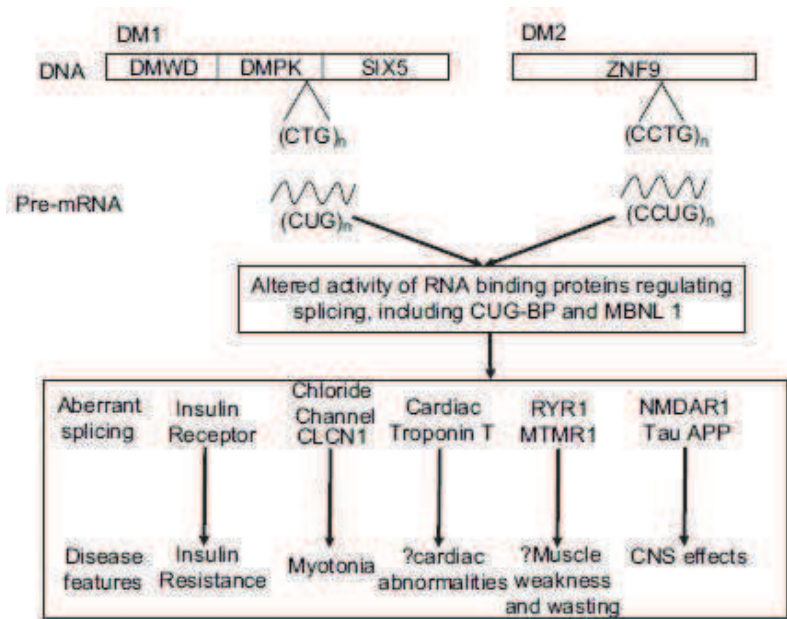 DM1
DM2
DNA
DMWD DMPK SIX5
ZNF9
(CTG)n
(CCTG)n
Pre-mRNA
(CUG)n
(CCUG)n
Altered activity of RNA binding proteins regulating
splicing, including CUG-BP and MBNL 1
Aberrant
splicing
Insulin
Receptor
Chloride
Channel
CLCN1
Cardiac
Troponin T
RYR1
MTMR1
NMDAR1
Tau APP
Disease
features
Insulin
Resistance
Myotonia
?cardiac
abnormalities
?Muscle
weakness
and wasting
CNS effects